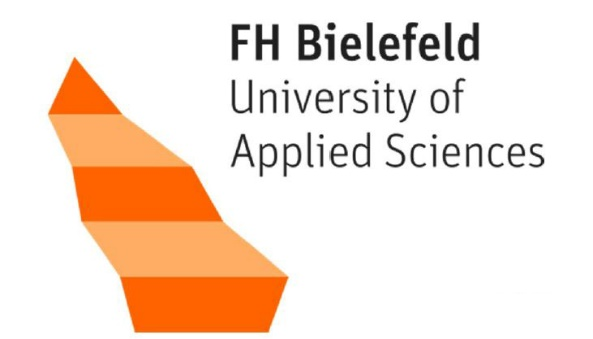 FH Bielefeld
University of
Applied Sciences